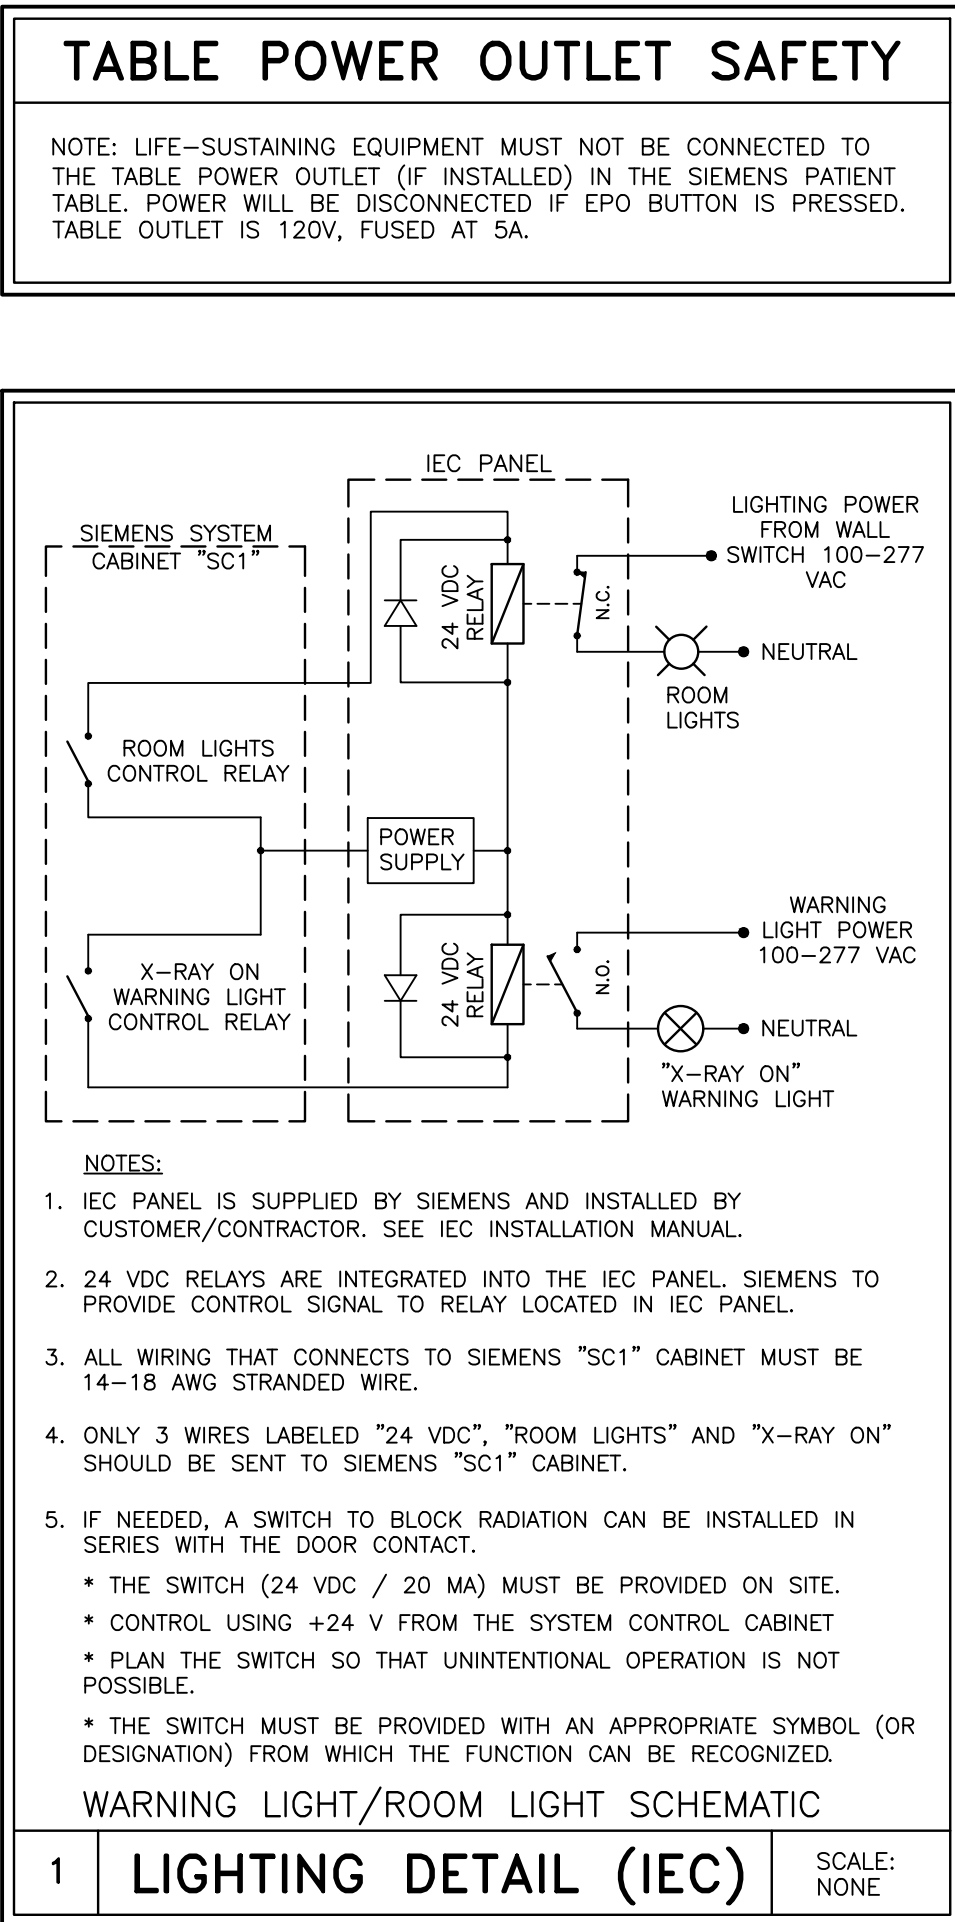 TABLE POWER OUTLET SAFETY
NOTE: LIFE-SUSTAINING EQUIPMENT MUST NOT BE CONNECTED TO
THE TABLE POWER OUTLET (IF INSTALLED) IN THE SIEMENS PATIENT
TABLE. POWER WILL BE DISCONNECTED IF EPO BUTTON IS PRESSED.
TABLE OUTLET IS 120V, FUSED AT 5A.
IEC PANEL
SIEMENS SYSTEM
CABINET "SC1"
LIGHTING POWER
FROM WALL
SWITCH 100-277
VAC
24 VDC
RELAY
N.C.
NEUTRAL
ROOM
LIGHTS
ROOM LIGHTS
CONTROL RELAY
POWER
SUPPLY
WARNING
LIGHT POWER
100-277 VAC
X-RAY ON
WARNING LIGHT
CONTROL RELAY
24 VDC
RELAY
N.O.
NEUTRAL
"X-RAY ON"
WARNING LIGHT
NOTES:
1. IEC PANEL IS SUPPLIED BY SIEMENS AND INSTALLED BY
CUSTOMER/CONTRACTOR. SEE IEC INSTALLATION MANUAL.
2. 24 VDC RELAYS ARE INTEGRATED INTO THE IEC PANEL. SIEMENS TO
PROVIDE CONTROL SIGNAL TO RELAY LOCATED IN IEC PANEL.
3. ALL WIRING THAT CONNECTS TO SIEMENS "SC1" CABINET MUST BE
14-18 AWG STRANDED WIRE.
4. ONLY 3 WIRES LABELED "24 VDC", "ROOM LIGHTS" AND "X-RAY ON"
SHOULD BE SENT TO SIEMENS "SC1" CABINET.
5. IF NEEDED, A SWITCH TO BLOCK RADIATION CAN BE INSTALLED IN
SERIES WITH THE DOOR CONTACT.
* THE SWITCH (24 VDC / 20 MA) MUST BE PROVIDED ON SITE.
* CONTROL USING +24 V FROM THE SYSTEM CONTROL CABINET
* PLAN THE SWITCH SO THAT UNINTENTIONAL OPERATION IS NOT
POSSIBLE.
* THE SWITCH MUST BE PROVIDED WITH AN APPROPRIATE SYMBOL (OR
DESIGNATION) FROM WHICH THE FUNCTION CAN BE RECOGNIZED.
WARNING LIGHT/ROOM LIGHT SCHEMATIC
1
LIGHTING DETAIL (IEC)
SCALE:
NONE